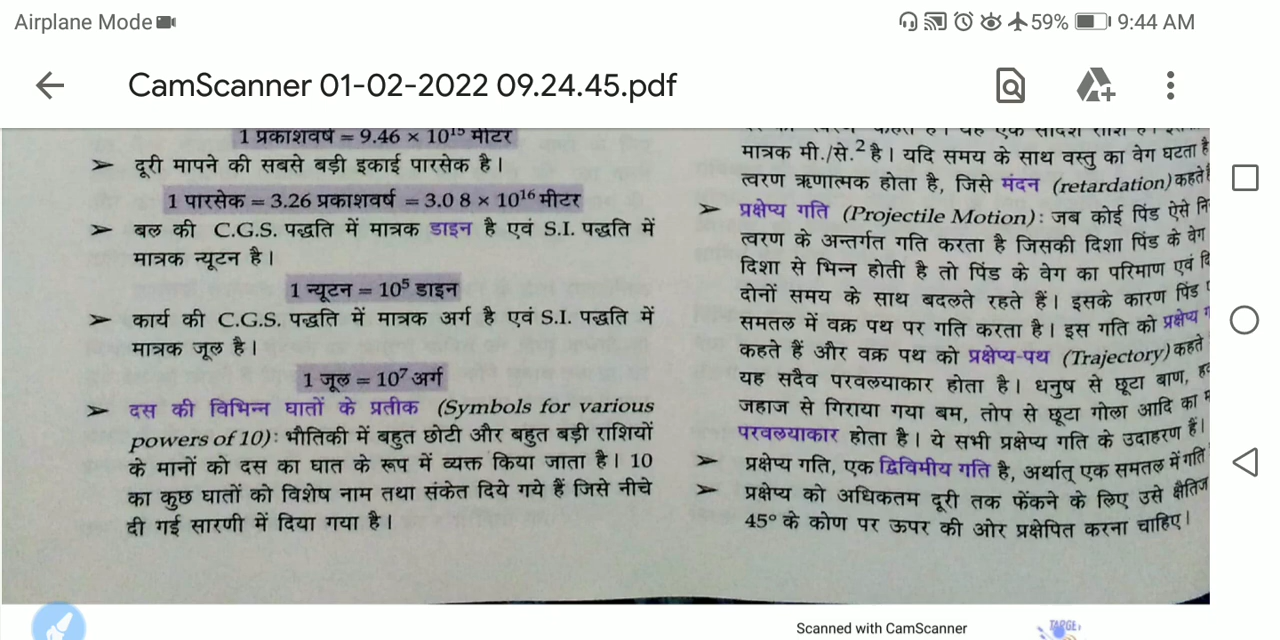 Airplane Mode
59% 9:44 AM
CamScanner 01-02-2022 09.24.45.pdf
1 प्रकाशवर्ष = 9.46 × 10¹⁵ मीटर
➢ दूरी मापने की सबसे बड़ी इकाई पारसेक है।
1 पारसेक = 3.26 प्रकाशवर्ष = 3.0 8 × 10¹⁶ मीटर
➢ बल की C.G.S. पद्धति में मात्रक डाइन है एवं S.I. पद्धति में
मात्रक न्यूटन है।
1 न्यूटन = 10⁵ डाइन
➢ कार्य की C.G.S. पद्धति में मात्रक अर्ग है एवं S.I. पद्धति में
मात्रक जूल है।
1 जूल = 10⁷ अर्ग
➢ दस की विभिन्न घातों के प्रतीक (Symbols for various
powers of 10) : भौतिकी में बहुत छोटी और बहुत बड़ी राशियों
के मानों को दस का घात के रूप में व्यक्त किया जाता है। 10
का कुछ घातों को विशेष नाम तथा संकेत दिये गये हैं जिसे नीचे
दी गई सारणी में दिया गया है।
कहते हैं। यह एक सदिश राशि है।
मात्रक मी./से.² है। यदि समय के साथ वस्तु का वेग घटता है
त्वरण ऋणात्मक होता है, जिसे मंदन (retardation) कहते
➢ प्रक्षेप्य गति (Projectile Motion) : जब कोई पिंड ऐसे
त्वरण के अन्तर्गत गति करता है जिसकी दिशा पिंड के वेग
दिशा से भिन्न होती है तो पिंड के वेग का परिमाण एवं
दोनों समय के साथ बदलते रहते हैं। इसके कारण पिंड
समतल में वक्र पथ पर गति करता है। इस गति को प्रक्षेप्य
कहते हैं और वक्र पथ को प्रक्षेप्य-पथ (Trajectory) कहते
यह सदैव परवलयाकार होता है। धनुष से छूटा बाण,
जहाज से गिराया गया बम, तोप से छूटा गोला आदि का
परवलयाकार होता है। ये सभी प्रक्षेप्य गति के उदाहरण हैं।
➢ प्रक्षेप्य गति, एक द्विविमीय गति है, अर्थात् एक समतल में गति
➢ प्रक्षेप्य को अधिकतम दूरी तक फेंकने के लिए उसे क्षैतिज
45° के कोण पर ऊपर की ओर प्रक्षेपित करना चाहिए।
Scanned with CamScanner